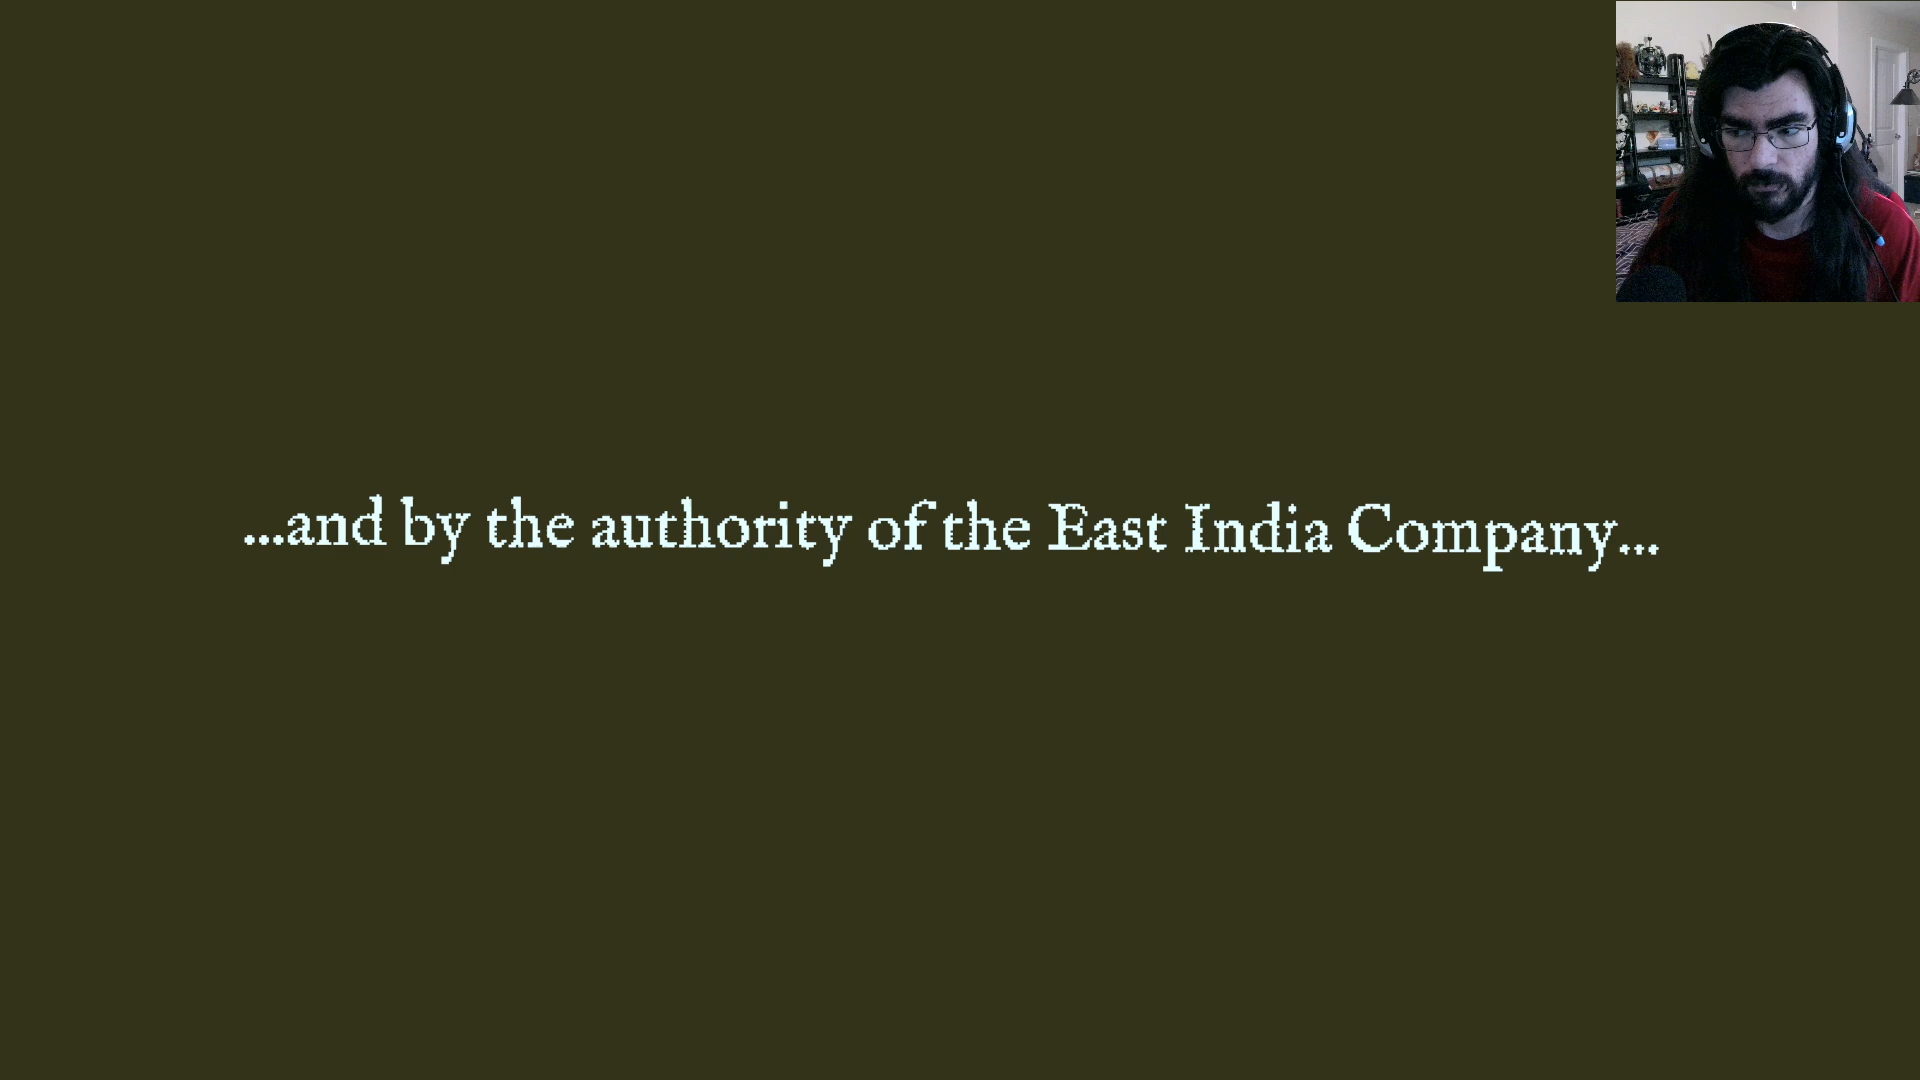 ...and by the authority of the East India Company...